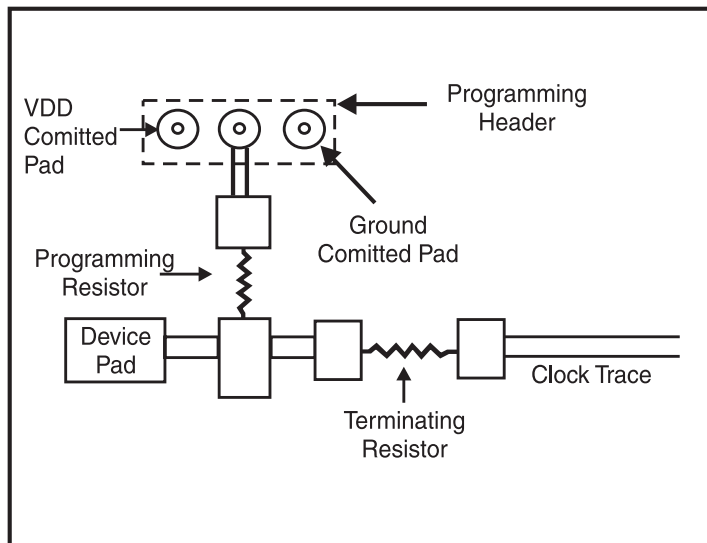 VDD
Comitted
Pad
Programming
Header
Ground
Comitted Pad
Programming
Resistor
Device
Pad
Clock Trace
Terminating
Resistor